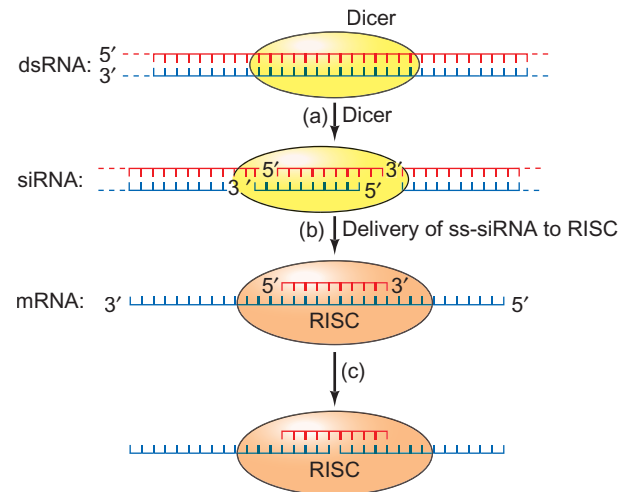 Dicer
dsRNA: 5′
3′
(a) Dicer
siRNA: 5′ 3′
3′ 5′
(b) Delivery of ss-siRNA to RISC
5′ 3′
mRNA: 3′ 5′
RISC
(c)
RISC